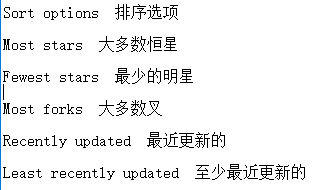 Sort options 排序选项
Most stars 大多数恒星
Fewest stars 最少的明星
Most forks 大多数叉
Recently updated 最近更新的
Least recently updated 至少最近更新的